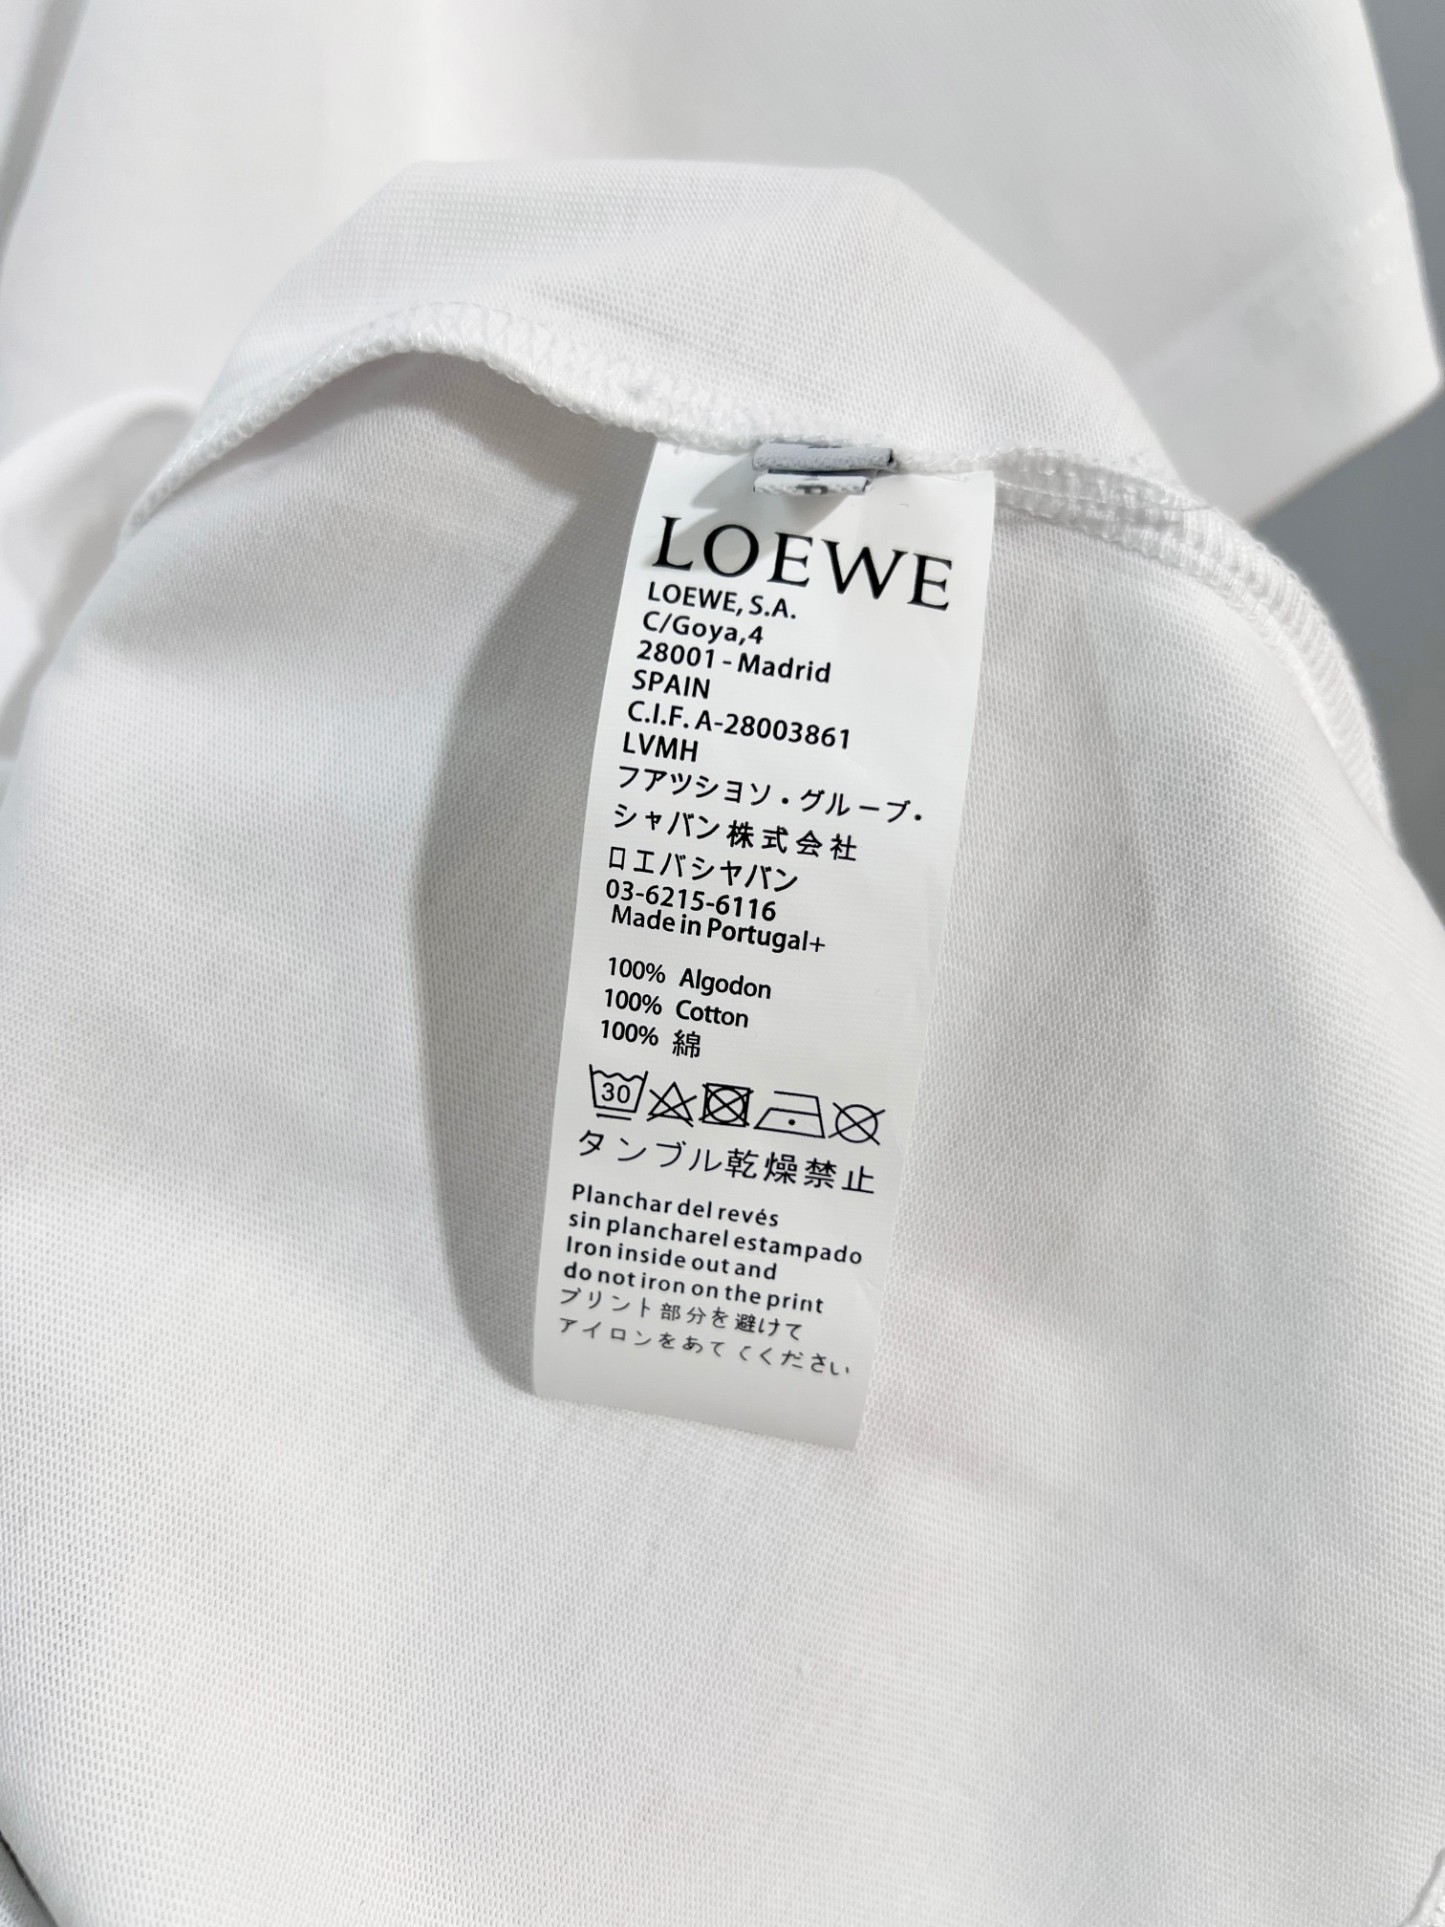 LOEWE
LOEWE, S.A.
C/Goya,4
28001 - Madrid
SPAIN
C.I.F. A-28003861
LVMH
フアツシヨソ・グループ・
シャバン株式会社
ロエバシヤバン
03-6215-6116
Made in Portugal+
100% Algodon
100% Cotton
100% 綿
30
タンブル乾燥禁止
Planchar del revés
sin plancharel estampado
Iron inside out and
do not iron on the print
プリント部分を避けて
アイロンをあてくください